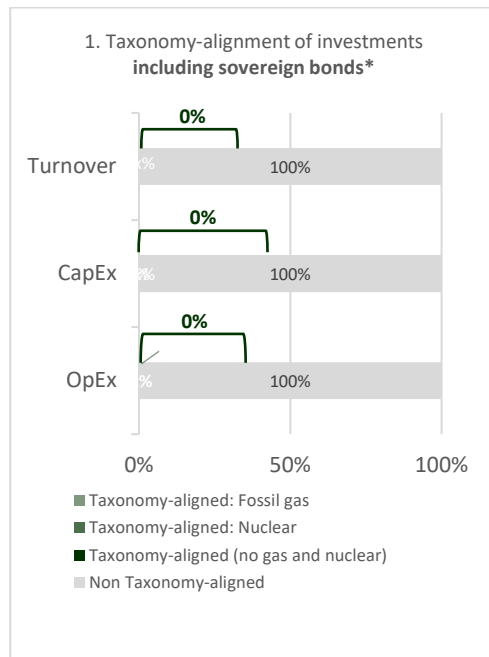 1. Taxonomy-alignment of investments
including sovereign bonds*
0%
Turnover
100%
0%
CapEx
100%
0%
OpEx
100%
0%
50%
100%
Taxonomy-aligned: Fossil gas
Taxonomy-aligned: Nuclear
Taxonomy-aligned (no gas and nuclear)
Non Taxonomy-aligned